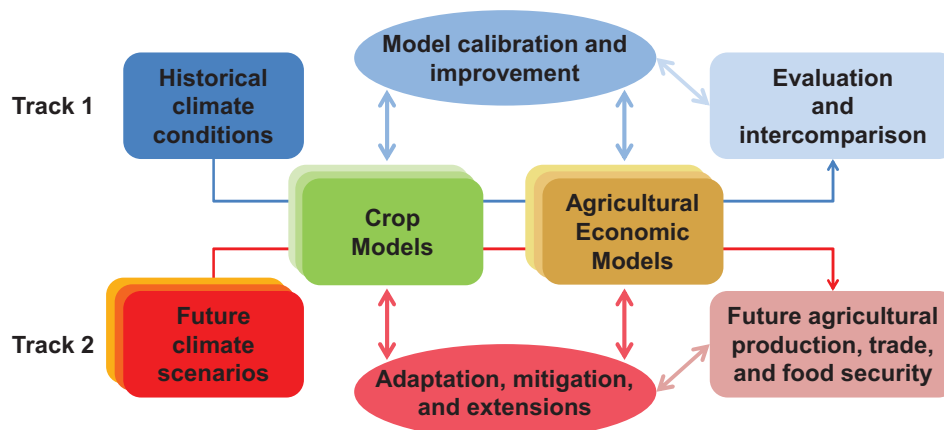 Model calibration and
improvement
Track 1
Historical
climate
conditions
Evaluation
and
intercomparison
Crop
Models
Agricultural
Economic
Models
Track 2
Future
climate
scenarios
Adaptation, mitigation,
and extensions
Future agricultural
production, trade,
and food security